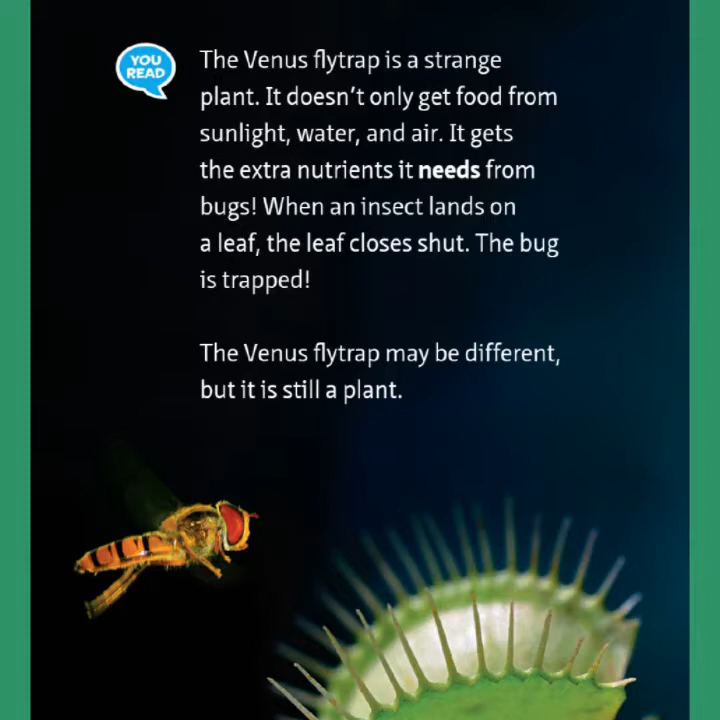 YOU
READ
The Venus flytrap is a strange
plant. It doesn't only get food from
sunlight, water, and air. It gets
the extra nutrients it needs from
bugs! When an insect lands on
a leaf, the leaf closes shut. The bug
is trapped!
The Venus flytrap may be different,
but it is still a plant.